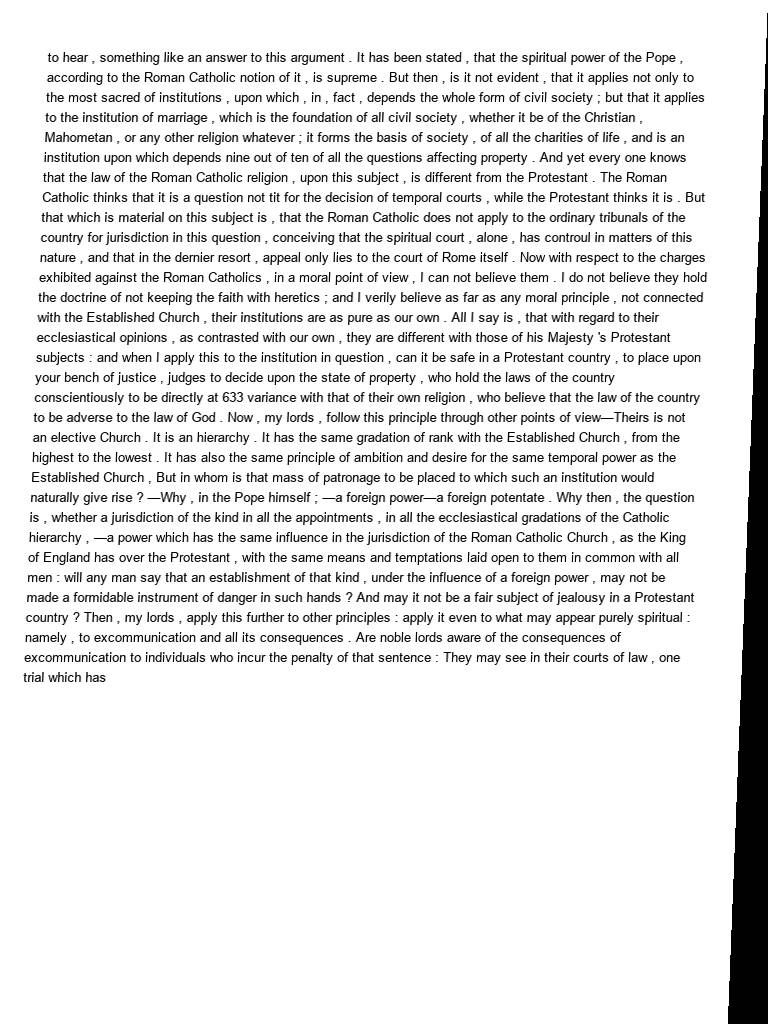 to hear , something like an answer to this argument . It has been stated , that the spiritual power of the Pope ,
according to the Roman Catholic notion of it , is supreme . But then , is it not evident , that it applies not only to
the most sacred of institutions , upon which , in , fact , depends the whole form of civil society ; but that it applies
to the institution of marriage , which is the foundation of all civil society , whether it be of the Christian ,
Mahometan , or any other religion whatever ; it forms the basis of society , of all the charities of life , and is an
institution upon which depends nine out of ten of all the questions affecting property . And yet every one knows
that the law of the Roman Catholic religion , upon this subject , is different from the Protestant . The Roman
Catholic thinks that it is a question not tit for the decision of temporal courts , while the Protestant thinks it is . But
that which is material on this subject is , that the Roman Catholic does not apply to the ordinary tribunals of the
country for jurisdiction in this question , conceiving that the spiritual court , alone , has controul in matters of this
nature , and that in the dernier resort , appeal only lies to the court of Rome itself . Now with respect to the charges
exhibited against the Roman Catholics , in a moral point of view , I can not believe them . I do not believe they hold
the doctrine of not keeping the faith with heretics ; and I verily believe as far as any moral principle , not connected
with the Established Church , their institutions are as pure as our own . All I say is , that with regard to their
ecclesiastical opinions , as contrasted with our own , they are different with those of his Majesty 's Protestant
subjects : and when I apply this to the institution in question , can it be safe in a Protestant country , to place upon
your bench of justice , judges to decide upon the state of property , who hold the laws of the country
conscientiously to be directly at 633 variance with that of their own religion , who believe that the law of the country
to be adverse to the law of God . Now , my lords , follow this principle through other points of view—Theirs is not
an elective Church . It is an hierarchy . It has the same gradation of rank with the Established Church , from the
highest to the lowest . It has also the same principle of ambition and desire for the same temporal power as the
Established Church , But in whom is that mass of patronage to be placed to which such an institution would
naturally give rise ? —Why , in the Pope himself ; —a foreign power—a foreign potentate . Why then , the question
is , whether a jurisdiction of the kind in all the appointments , in all the ecclesiastical gradations of the Catholic
hierarchy , —a power which has the same influence in the jurisdiction of the Roman Catholic Church , as the King
of England has over the Protestant , with the same means and temptations laid open to them in common with all
men : will any man say that an establishment of that kind , under the influence of a foreign power , may not be
made a formidable instrument of danger in such hands ? And may it not be a fair subject of jealousy in a Protestant
country ? Then , my lords , apply this further to other principles : apply it even to what may appear purely spiritual :
namely , to excommunication and all its consequences . Are noble lords aware of the consequences of
excommunication to individuals who incur the penalty of that sentence : They may see in their courts of law , one
trial which has